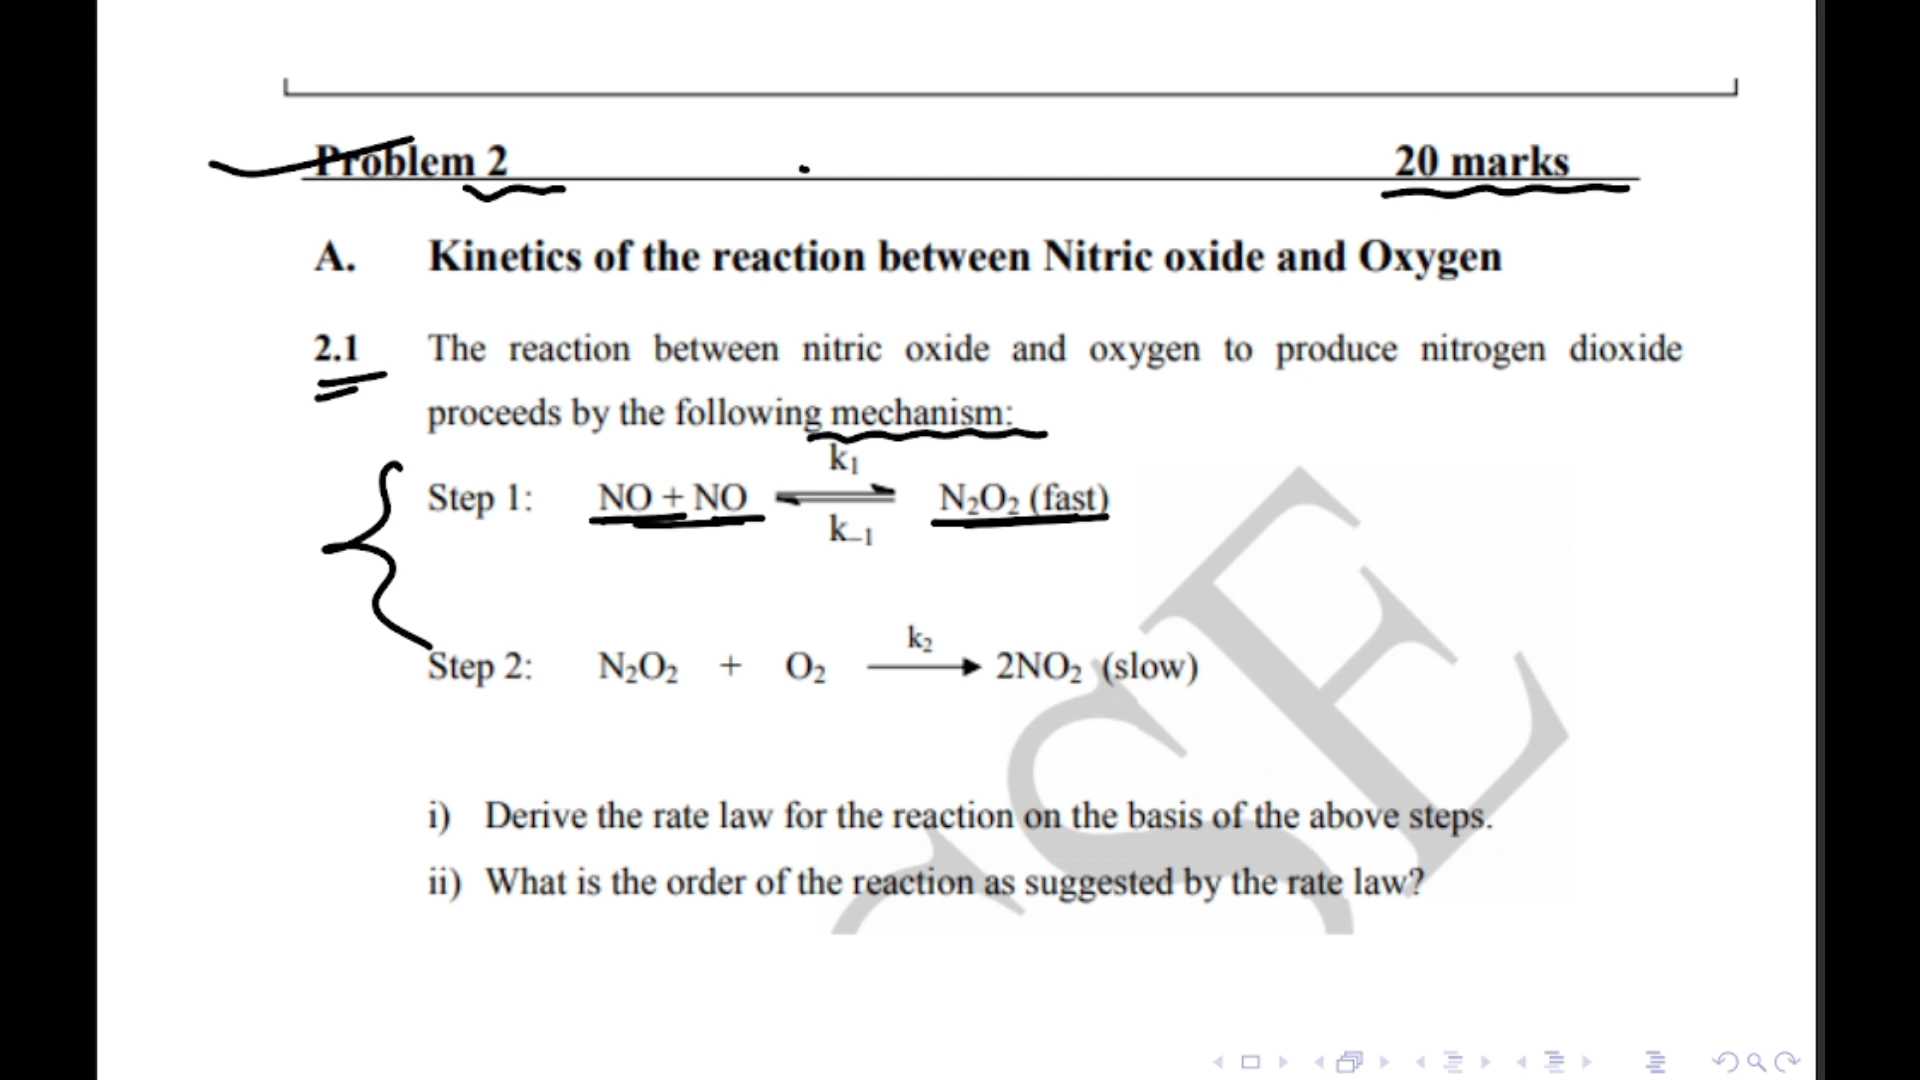 Problem 2 20 marks
A. Kinetics of the reaction between Nitric oxide and Oxygen
2.1 The reaction between nitric oxide and oxygen to produce nitrogen dioxide
proceeds by the following mechanism:
k₁
Step 1: NO + NO ⇌ N₂O₂ (fast)
k₋₁
k₂
Step 2: N₂O₂ + O₂ → 2NO₂ (slow)
i) Derive the rate law for the reaction on the basis of the above steps.
ii) What is the order of the reaction as suggested by the rate law?
SE